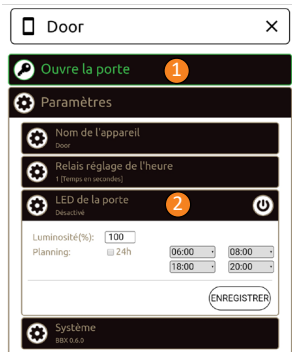 Door
Ouvre la porte 1
Paramètres
Nom de l'appareil
Door
Relais réglage de l'heure
1 [Temps en secondes]
LED de la porte 2
Désactivé
Luminosité(%): 100
Planning: 24h 06:00 08:00
18:00 20:00
ENREGISTRER
Système
BBX 0.6.0